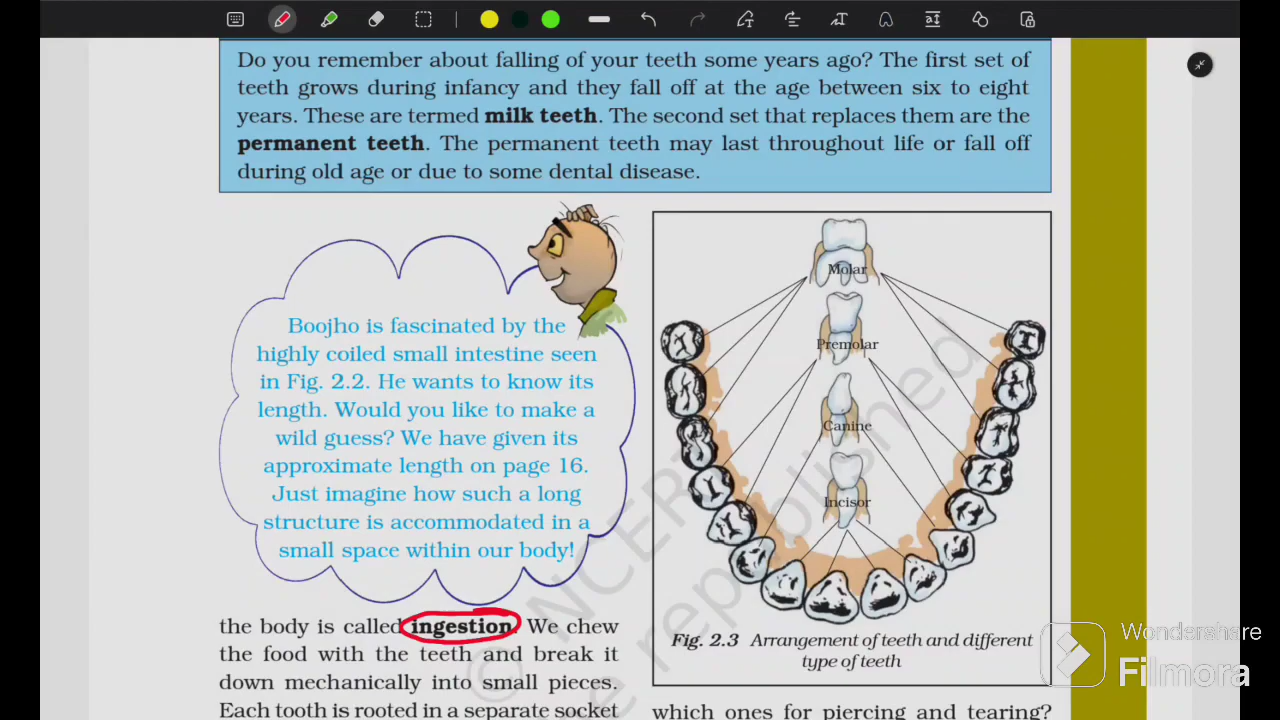 Do you remember about falling of your teeth some years ago? The first set of
teeth grows during infancy and they fall off at the age between six to eight
years. These are termed milk teeth. The second set that replaces them are the
permanent teeth. The permanent teeth may last throughout life or fall off
during old age or due to some dental disease.
Boojho is fascinated by the
highly coiled small intestine seen
in Fig. 2.2. He wants to know its
length. Would you like to make a
wild guess? We have given its
approximate length on page 16.
Just imagine how such a long
structure is accommodated in a
small space within our body!
the body is called ingestion. We chew
the food with the teeth and break it
down mechanically into small pieces.
Each tooth is rooted in a separate socket
Molar
Premolar
Canine
Incisor
Fig. 2.3 Arrangement of teeth and different
type of teeth
which ones for piercing and tearing?
© NCERT
be republished
Wondershare
Filmora